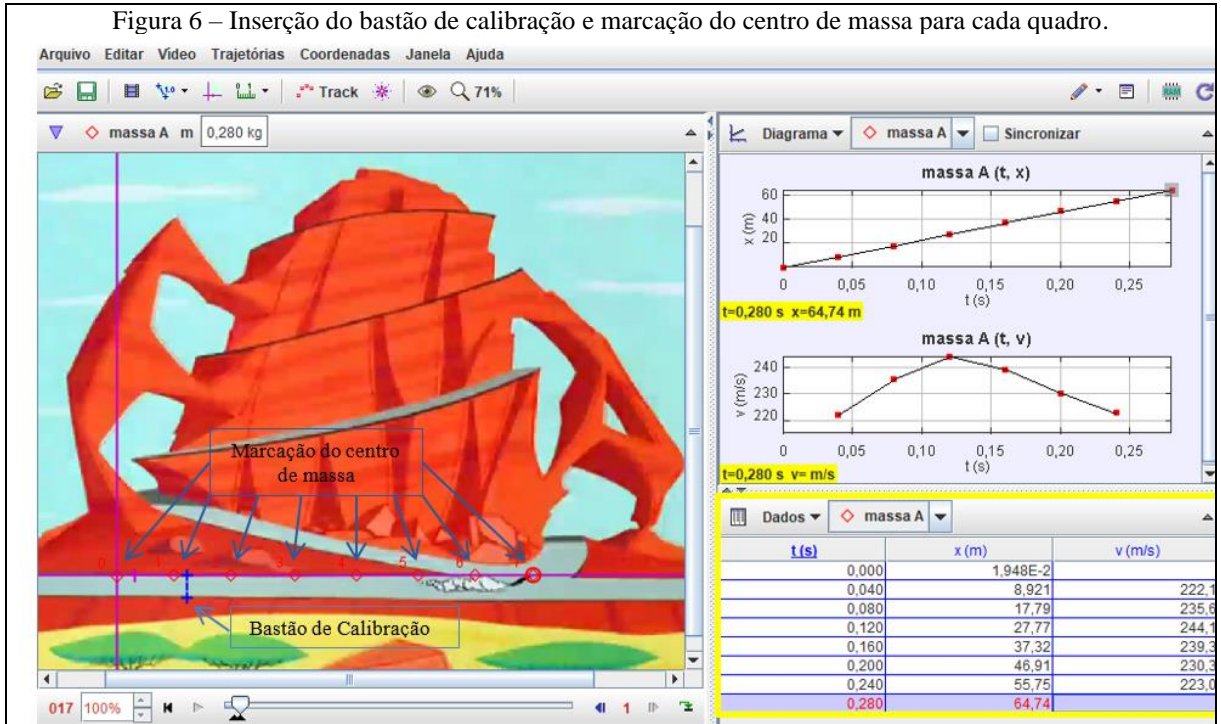 Figura 6 – Inserção do bastão de calibração e marcação do centro de massa para cada quadro.
Arquivo Editar Vídeo Trajetórias Coordenadas Janela Ajuda
Track 71%
massa A m 0,280 kg
Diagrama massa A Sincronizar
massa A (t, x)
60
40
20
x (m)
0 0,05 0,10 0,15 0,20 0,25
t (s)
t=0,280 s x=64,74 m
massa A (t, v)
240
230
220
v (m/s)
0 0,05 0,10 0,15 0,20 0,25
t (s)
t=0,280 s v= m/s
Marcação do centro
de massa
0 1 5 6
Bastão de Calibração
Dados massa A
t (s) x (m) v (m/s)
0,000 1,948E-2
0,040 8,921 222,1
0,080 17,79 235,6
0,120 27,77 244,1
0,160 37,32 239,3
0,200 46,91 230,3
0,240 55,75 223,0
0,280 64,74
017 100% 1